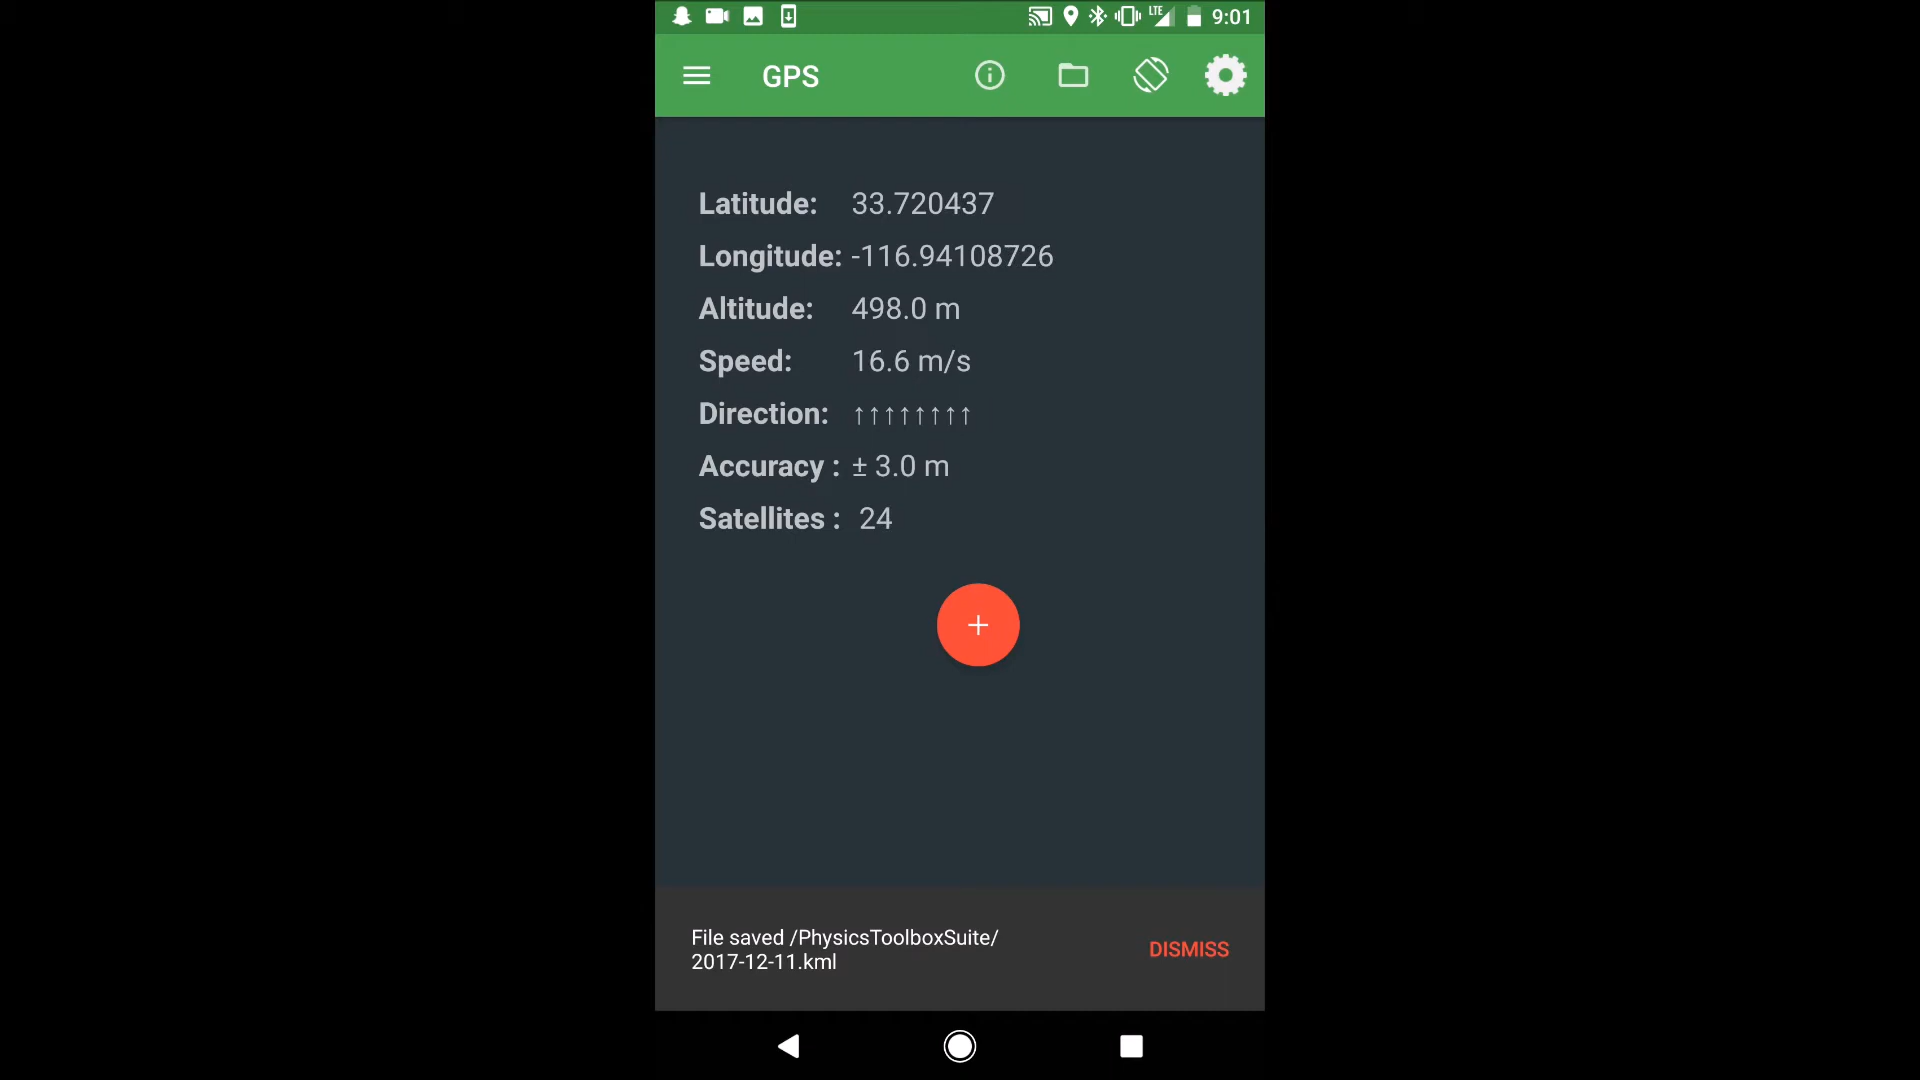 LTE 9:01
GPS
Latitude: 33.720437
Longitude: -116.94108726
Altitude: 498.0 m
Speed: 16.6 m/s
Direction: ↑↑↑↑↑↑↑↑
Accuracy : ± 3.0 m
Satellites : 24
+
File saved /PhysicsToolboxSuite/
2017-12-11.kml
DISMISS